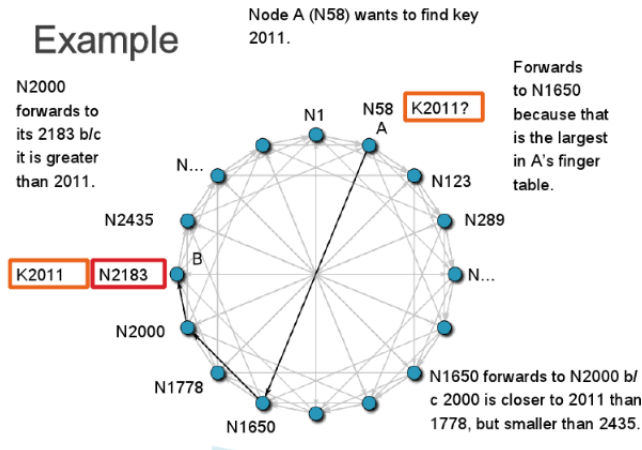 Example
Node A (N58) wants to find key
2011.
N2000
forwards to
its 2183 b/c
it is greater
than 2011.
Forwards
to N1650
because that
is the largest
in A's finger
table.
N1
N58
K2011?
A
N...
N123
N2435
N289
B
K2011
N2183
N...
N2000
N1778
N1650
N1650 forwards to N2000 b/
c 2000 is closer to 2011 than
1778, but smaller than 2435.